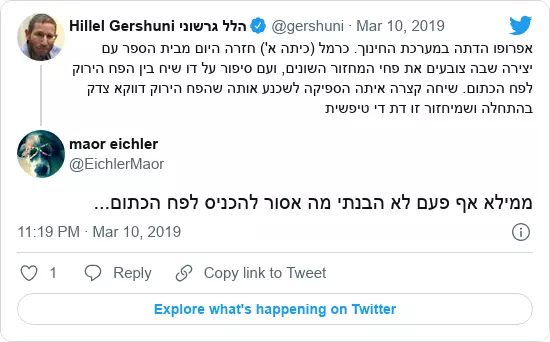 Hillel Gershuni הלל גרשוני
@gershuni · Mar 10, 2019
אפרופו הדתה במערכת החינוך. כרמל (כיתה א') חזרה היום מבית הספר עם
יצירה שבה צובעים את פחי המחזור השונים, ועם סיפור על דו שיח בין הפח הירוק
לפח הכתום. שיחה קצרה איתה הספיקה לשכנע אותה שהפח הירוק דווקא צדק
בהתחלה ושמיחזור זו דת די טיפשית
maor eichler
@EichlerMaor
ממילא אף פעם לא הבנתי מה אסור להכניס לפח הכתום...
11:19 PM · Mar 10, 2019
1 Reply Copy link to Tweet
Explore what's happening on Twitter